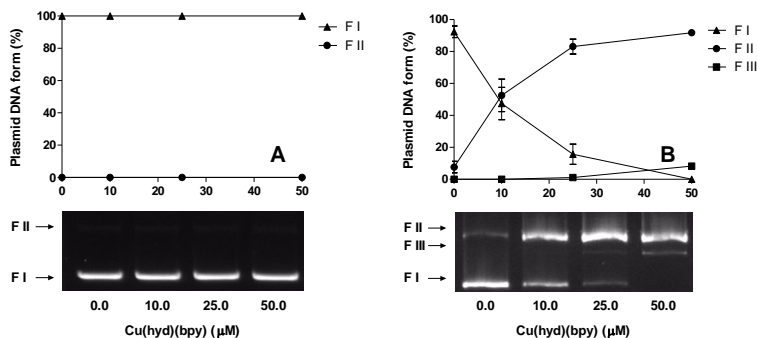 Plasmid DNA form (%)
100
80
60
40
20
0
0 10 20 30 40 50
F I
F II
A
F II
F I
0.0 10.0 25.0 50.0
Cu(hyd)(bpy) (μM)
Plasmid DNA form (%)
100
80
60
40
20
0
0 10 20 30 40 50
F I
F II
F III
B
F II
F III
F I
0.0 10.0 25.0 50.0
Cu(hyd)(bpy) (μM)